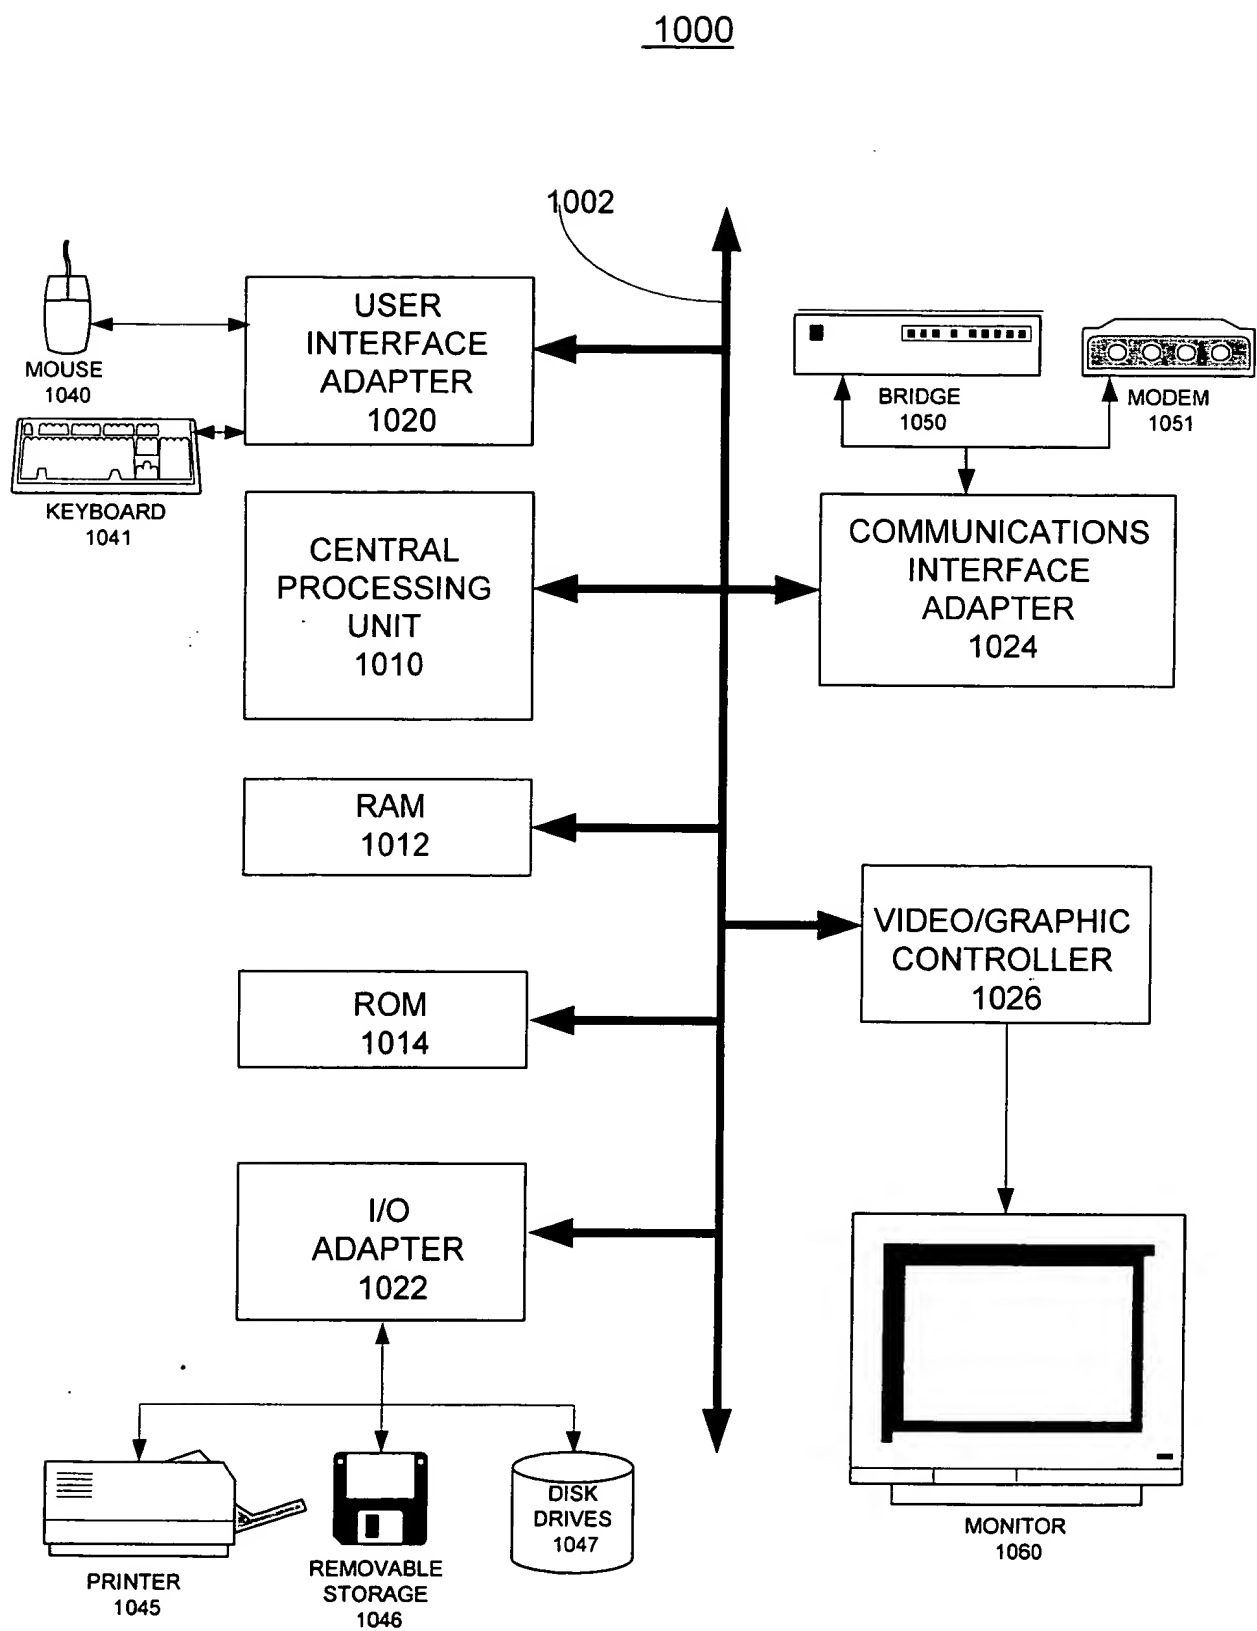 1000
1002
USER
INTERFACE
ADAPTER
1020
MOUSE
1040
KEYBOARD
1041
BRIDGE
1050
MODEM
1051
CENTRAL
PROCESSING
UNIT
1010
COMMUNICATIONS
INTERFACE
ADAPTER
1024
RAM
1012
VIDEO/GRAPHIC
CONTROLLER
1026
ROM
1014
I/O
ADAPTER
1022
PRINTER
1045
REMOVABLE
STORAGE
1046
DISK
DRIVES
1047
MONITOR
1060